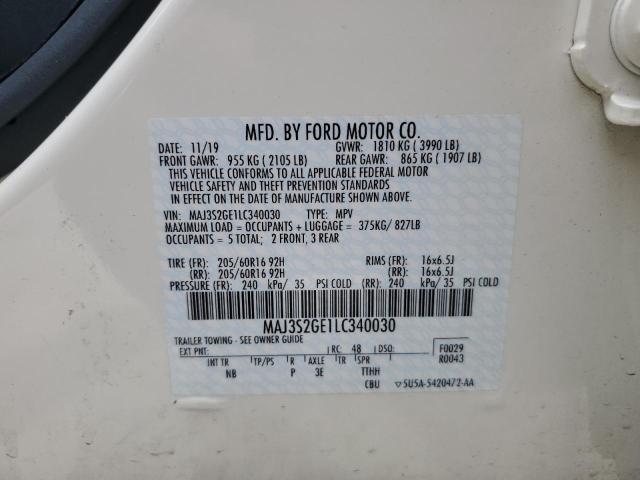 MFD. BY FORD MOTOR CO.
DATE: 11/19 GVWR: 1810 KG ( 3990 LB)
FRONT GAWR: 955 KG ( 2105 LB) REAR GAWR: 865 KG ( 1907 LB)
THIS VEHICLE CONFORMS TO ALL APPLICABLE FEDERAL MOTOR
VEHICLE SAFETY AND THEFT PREVENTION STANDARDS
IN EFFECT ON THE DATE OF MANUFACTURE SHOWN ABOVE.
VIN: MAJ3S2GE1LC340030 TYPE: MPV
MAXIMUM LOAD = OCCUPANTS + LUGGAGE = 375KG/ 827LB
OCCUPANTS = 5 TOTAL; 2 FRONT, 3 REAR
TIRE (FR): 205/60R16 92H RIMS (FR): 16x6.5J
(RR): 205/60R16 92H (RR): 16x6.5J
PRESSURE (FR): 240 kPa/ 35 PSI COLD (RR): 240 kPa/ 35 PSI COLD
MAJ3S2GE1LC340030
TRAILER TOWING - SEE OWNER GUIDE
EXT PNT: RC: 48 DSO: F0029
INT TR TP/PS R AXLE TR SPR R0043
NB P 3E TTHH
CBU ▽SU5A-5420472-AA